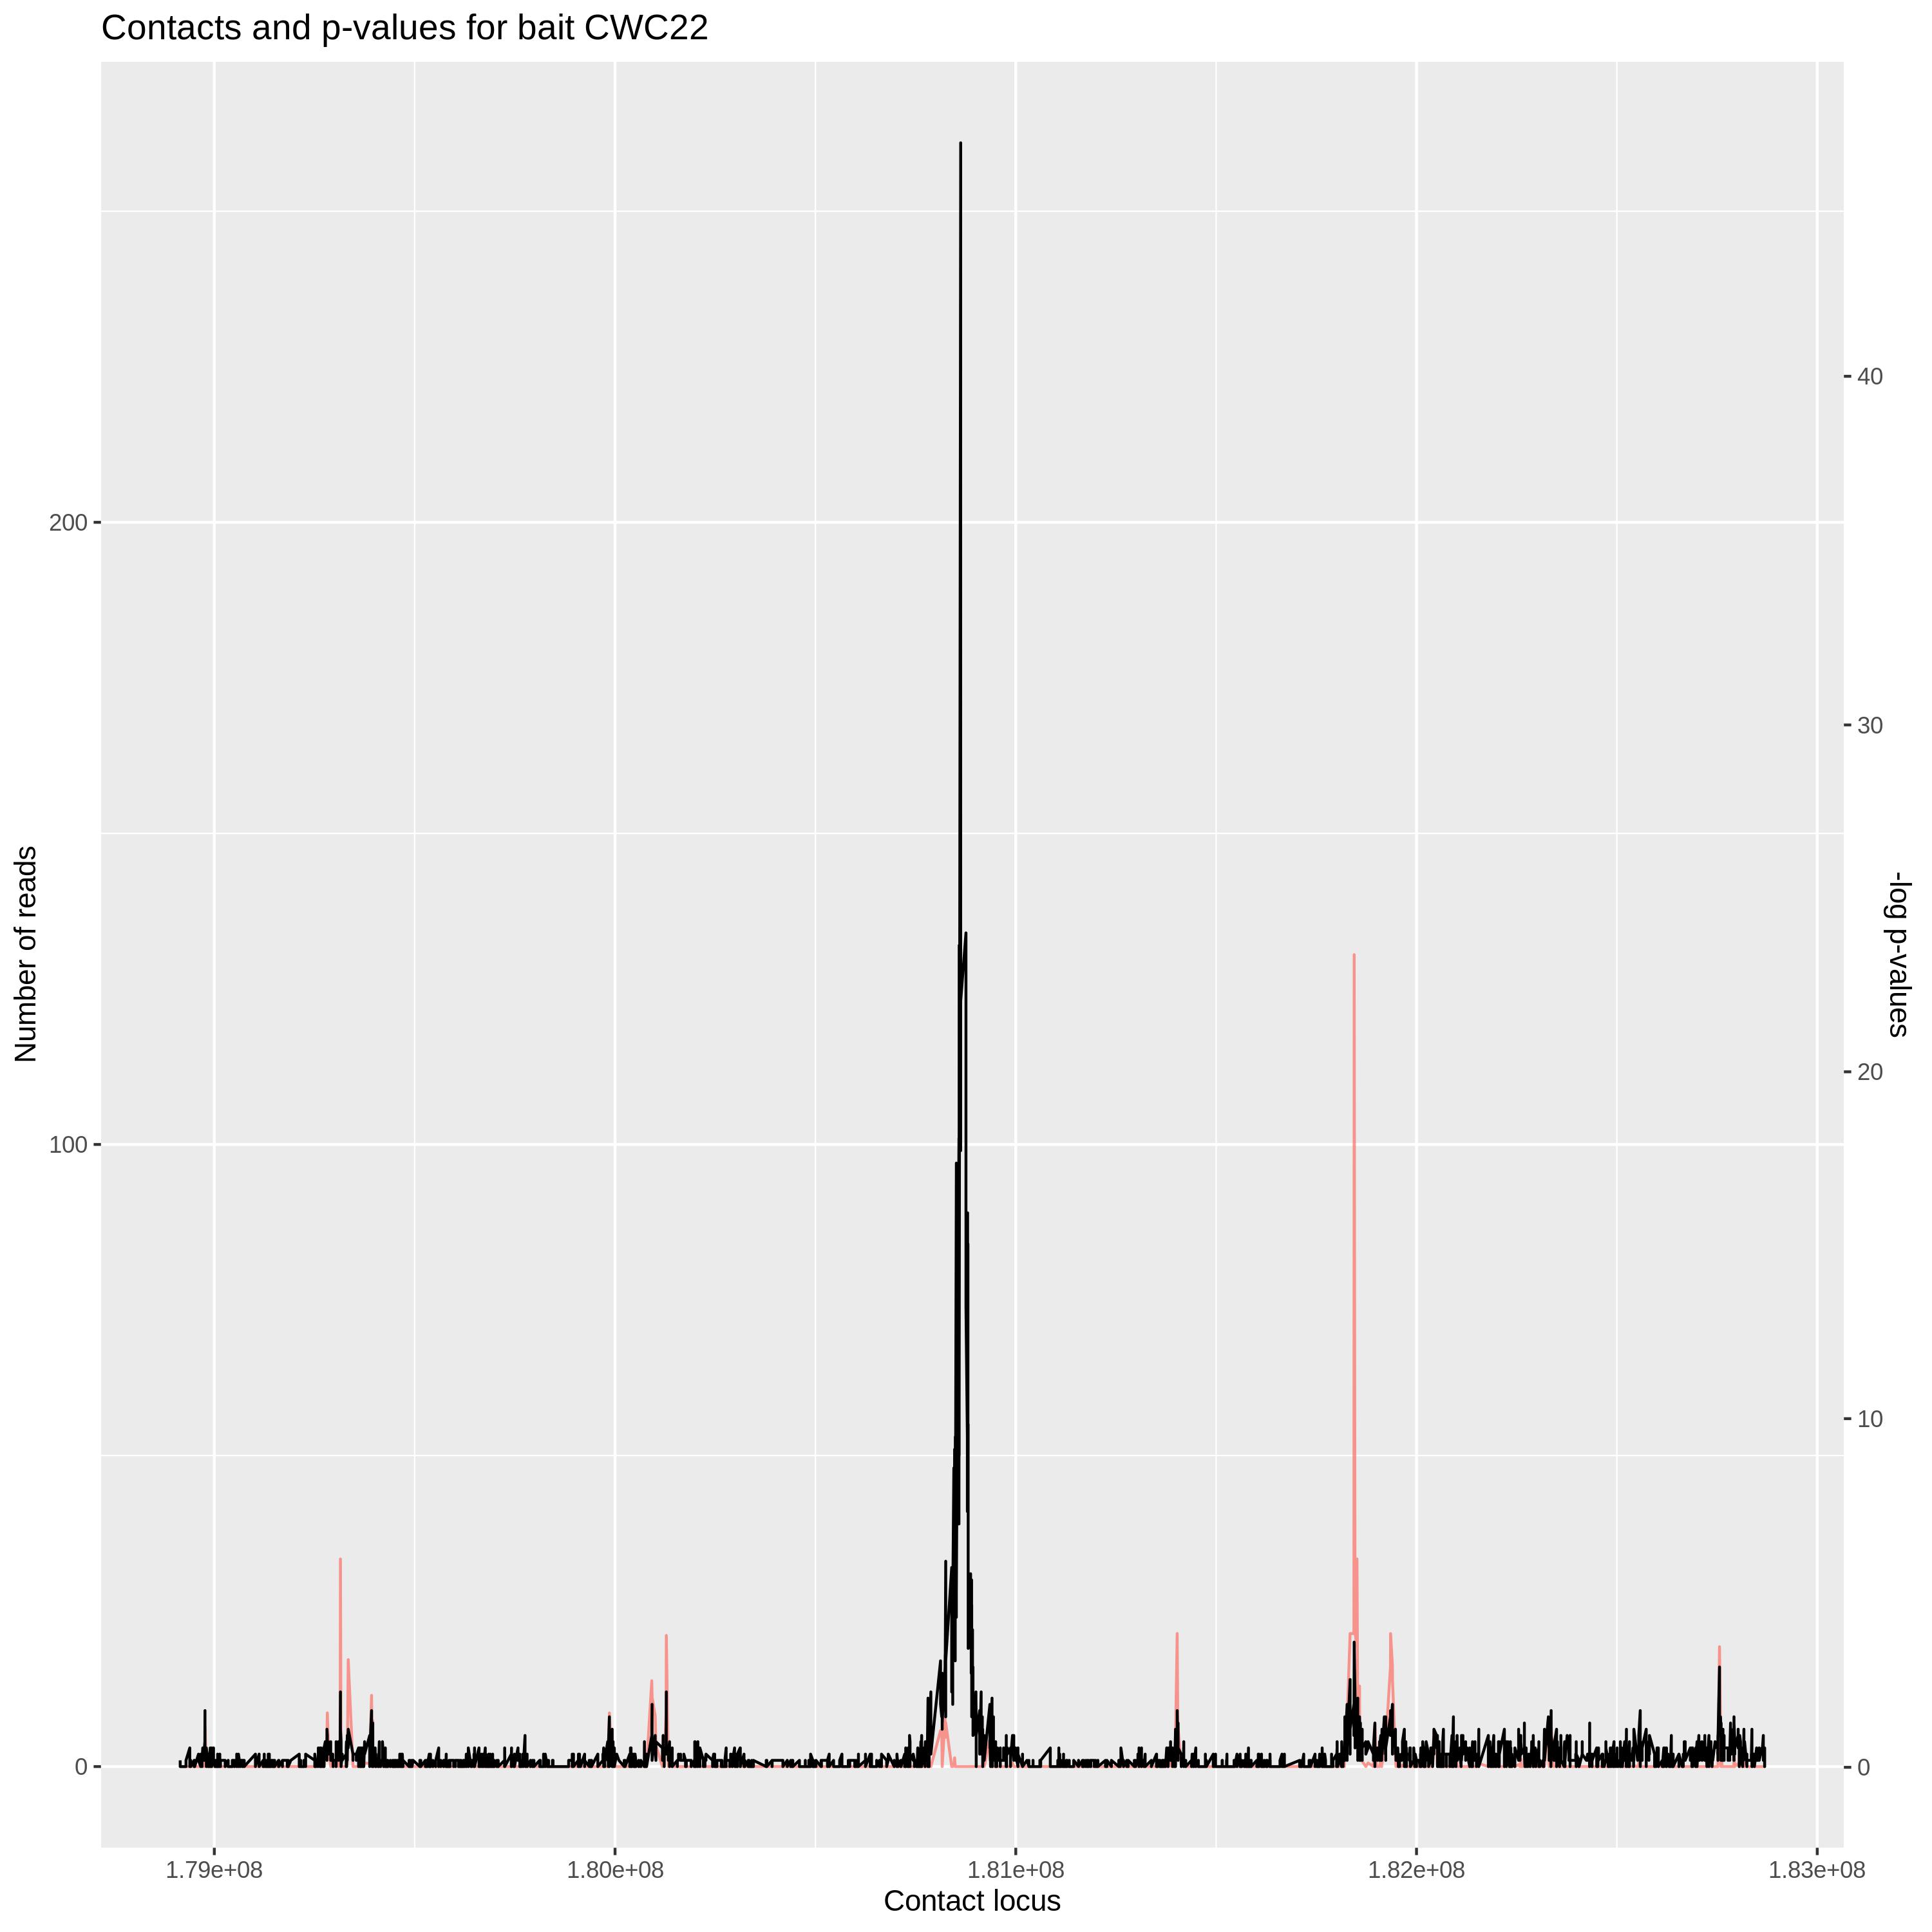 Contacts and p-values for bait CWC22
Number of reads
200
100
0
40
30
20
10
0
-log p-values
1.79e+08
1.80e+08
1.81e+08
1.82e+08
1.83e+08
Contact locus